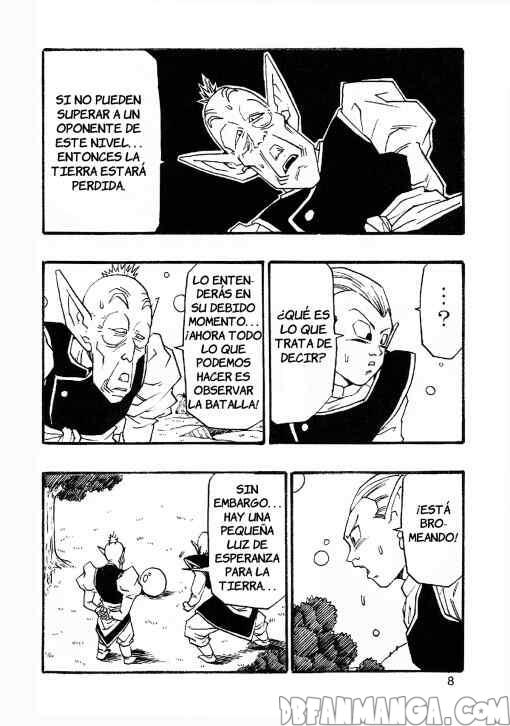 SI NO PUEDEN
SUPERAR A UN
OPONENTE DE
ESTE NIVEL...
ENTONCES LA
TIERRA ESTARÁ
PERDIDA.
...?
¿QUÉ ES
LO QUE
TRATA DE
DECIR?
LO ENTEN-
DERÁS EN
SU DEBIDO
MOMENTO...
¡AHORA TODO
LO QUE
PODEMOS
HACER ES
OBSERVAR
LA BATALLA!
¡ESTÁ
BRO-
MEANDO!
SIN
EMBARGO...
HAY UNA
PEQUEÑA
LUZ DE
ESPERANZA
PARA LA
TIERRA...
8
DBFANMANGA.COM